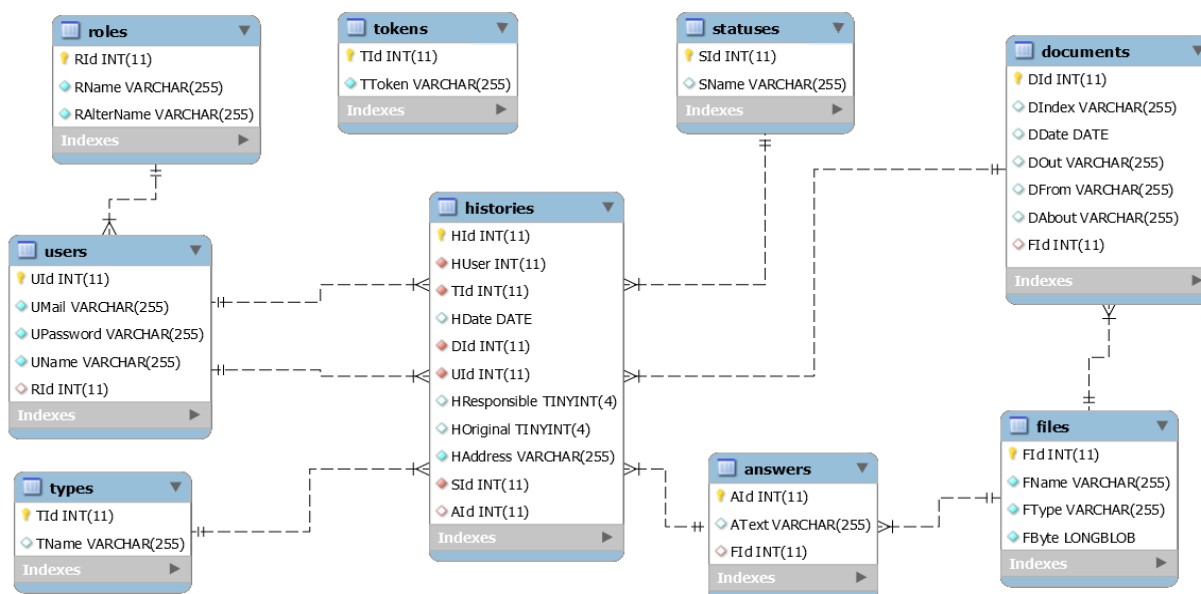 roles
RId INT(11)
RName VARCHAR(255)
RAlterName VARCHAR(255)
Indexes
tokens
TId INT(11)
TToken VARCHAR(255)
Indexes
statuses
SId INT(11)
SName VARCHAR(255)
Indexes
documents
DId INT(11)
DIndex VARCHAR(255)
DDate DATE
DOut VARCHAR(255)
DFrom VARCHAR(255)
DAbout VARCHAR(255)
FId INT(11)
Indexes
users
UId INT(11)
UMail VARCHAR(255)
UPassword VARCHAR(255)
UName VARCHAR(255)
RId INT(11)
Indexes
histories
HId INT(11)
HUser INT(11)
TId INT(11)
HDate DATE
DId INT(11)
UId INT(11)
HResponsible TINYINT(4)
HOriginal TINYINT(4)
HAddress VARCHAR(255)
SId INT(11)
AId INT(11)
Indexes
types
TId INT(11)
TName VARCHAR(255)
Indexes
answers
AId INT(11)
AText VARCHAR(255)
FId INT(11)
Indexes
files
FId INT(11)
FName VARCHAR(255)
FType VARCHAR(255)
FByte LONGBLOB
Indexes